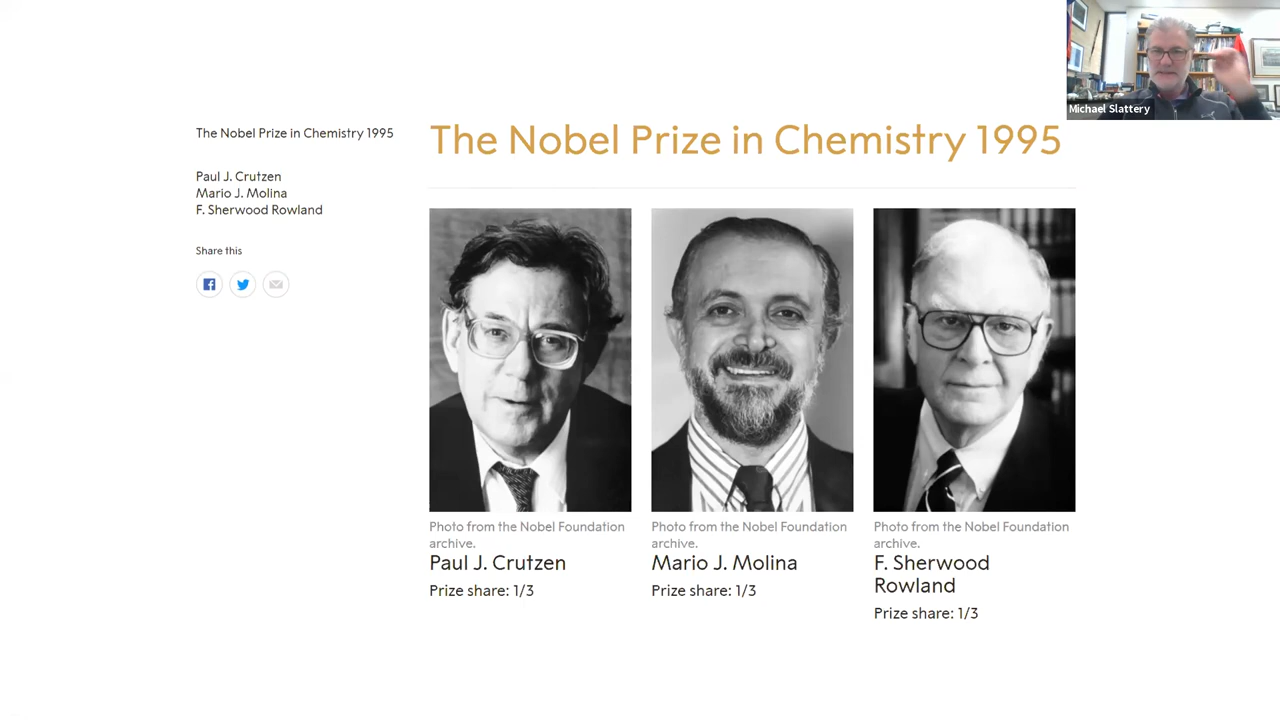 Michael Slattery
The Nobel Prize in Chemistry 1995
Paul J. Crutzen
Mario J. Molina
F. Sherwood Rowland
Share this
The Nobel Prize in Chemistry 1995
Photo from the Nobel Foundation
archive.
Paul J. Crutzen
Prize share: 1/3
Photo from the Nobel Foundation
archive.
Mario J. Molina
Prize share: 1/3
Photo from the Nobel Foundation
archive.
F. Sherwood
Rowland
Prize share: 1/3